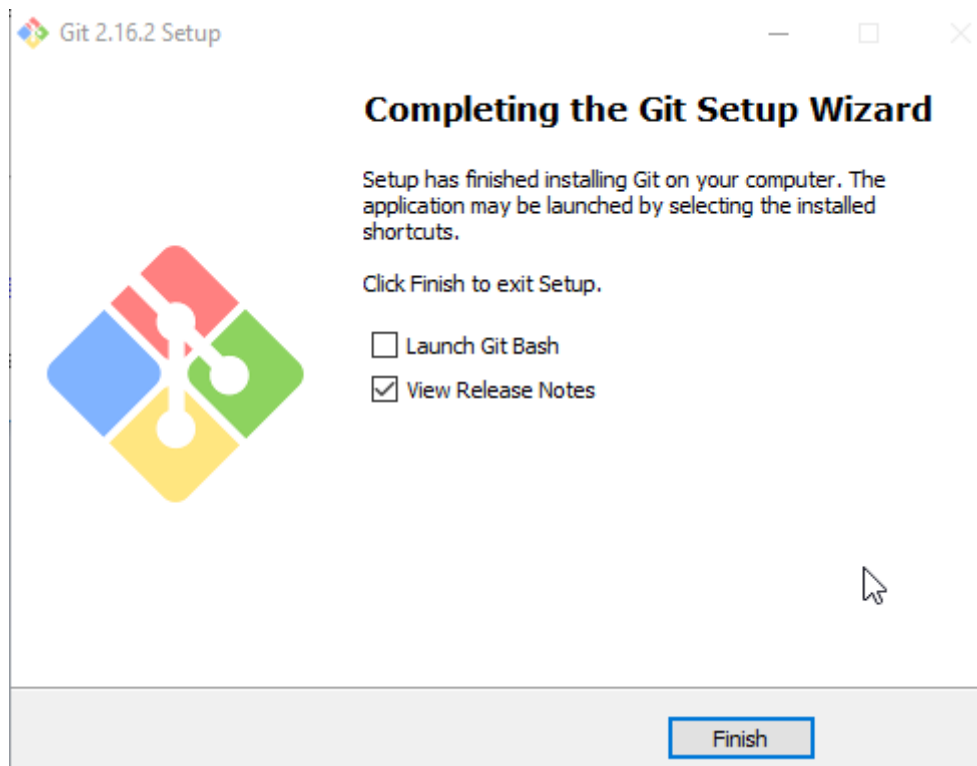 Git 2.16.2 Setup
Completing the Git Setup Wizard
Setup has finished installing Git on your computer. The
application may be launched by selecting the installed
shortcuts.
Click Finish to exit Setup.
Launch Git Bash
View Release Notes
Finish